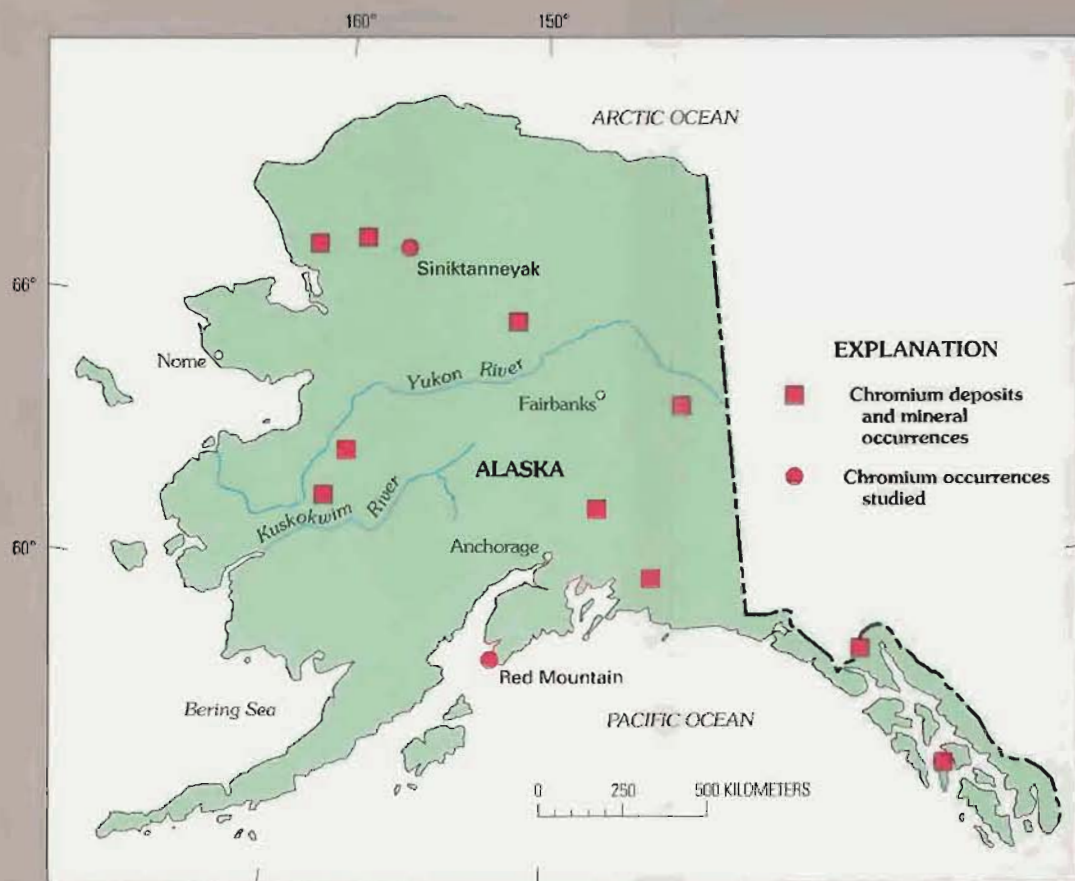 160°
150°
ARCTIC OCEAN
Siniktanneyak
66°
Nome
Yukon River
Fairbanks
EXPLANATION
Chromium deposits
and mineral
occurrences
ALASKA
Chromium occurrences
studied
Kuskokwim River
60°
Anchorage
Red Mountain
Bering Sea
PACIFIC OCEAN
0 250 500 KILOMETERS